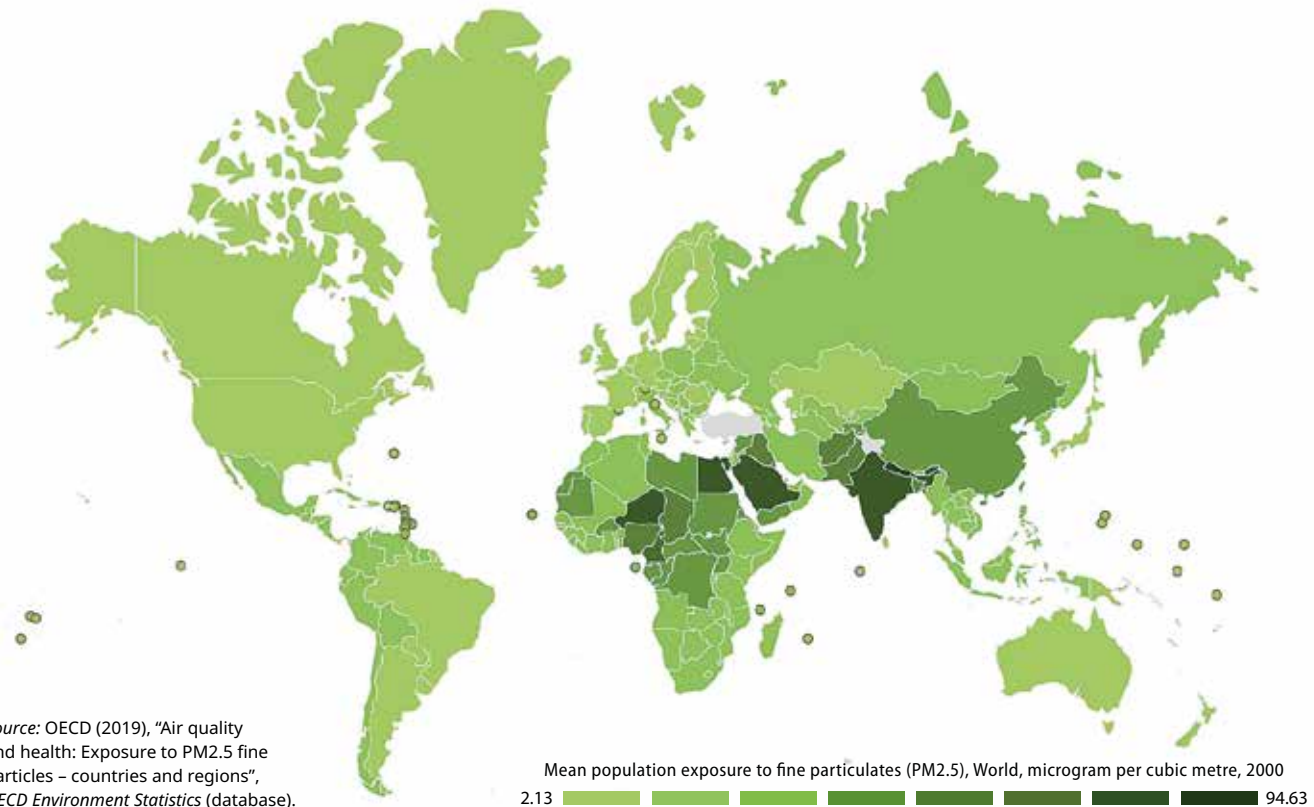 ource: OECD (2019), “Air quality
nd health: Exposure to PM2.5 fine
articles – countries and regions”,
ECD Environment Statistics (database).
Mean population exposure to fine particulates (PM2.5), World, microgram per cubic metre, 2000
2.13 94.63